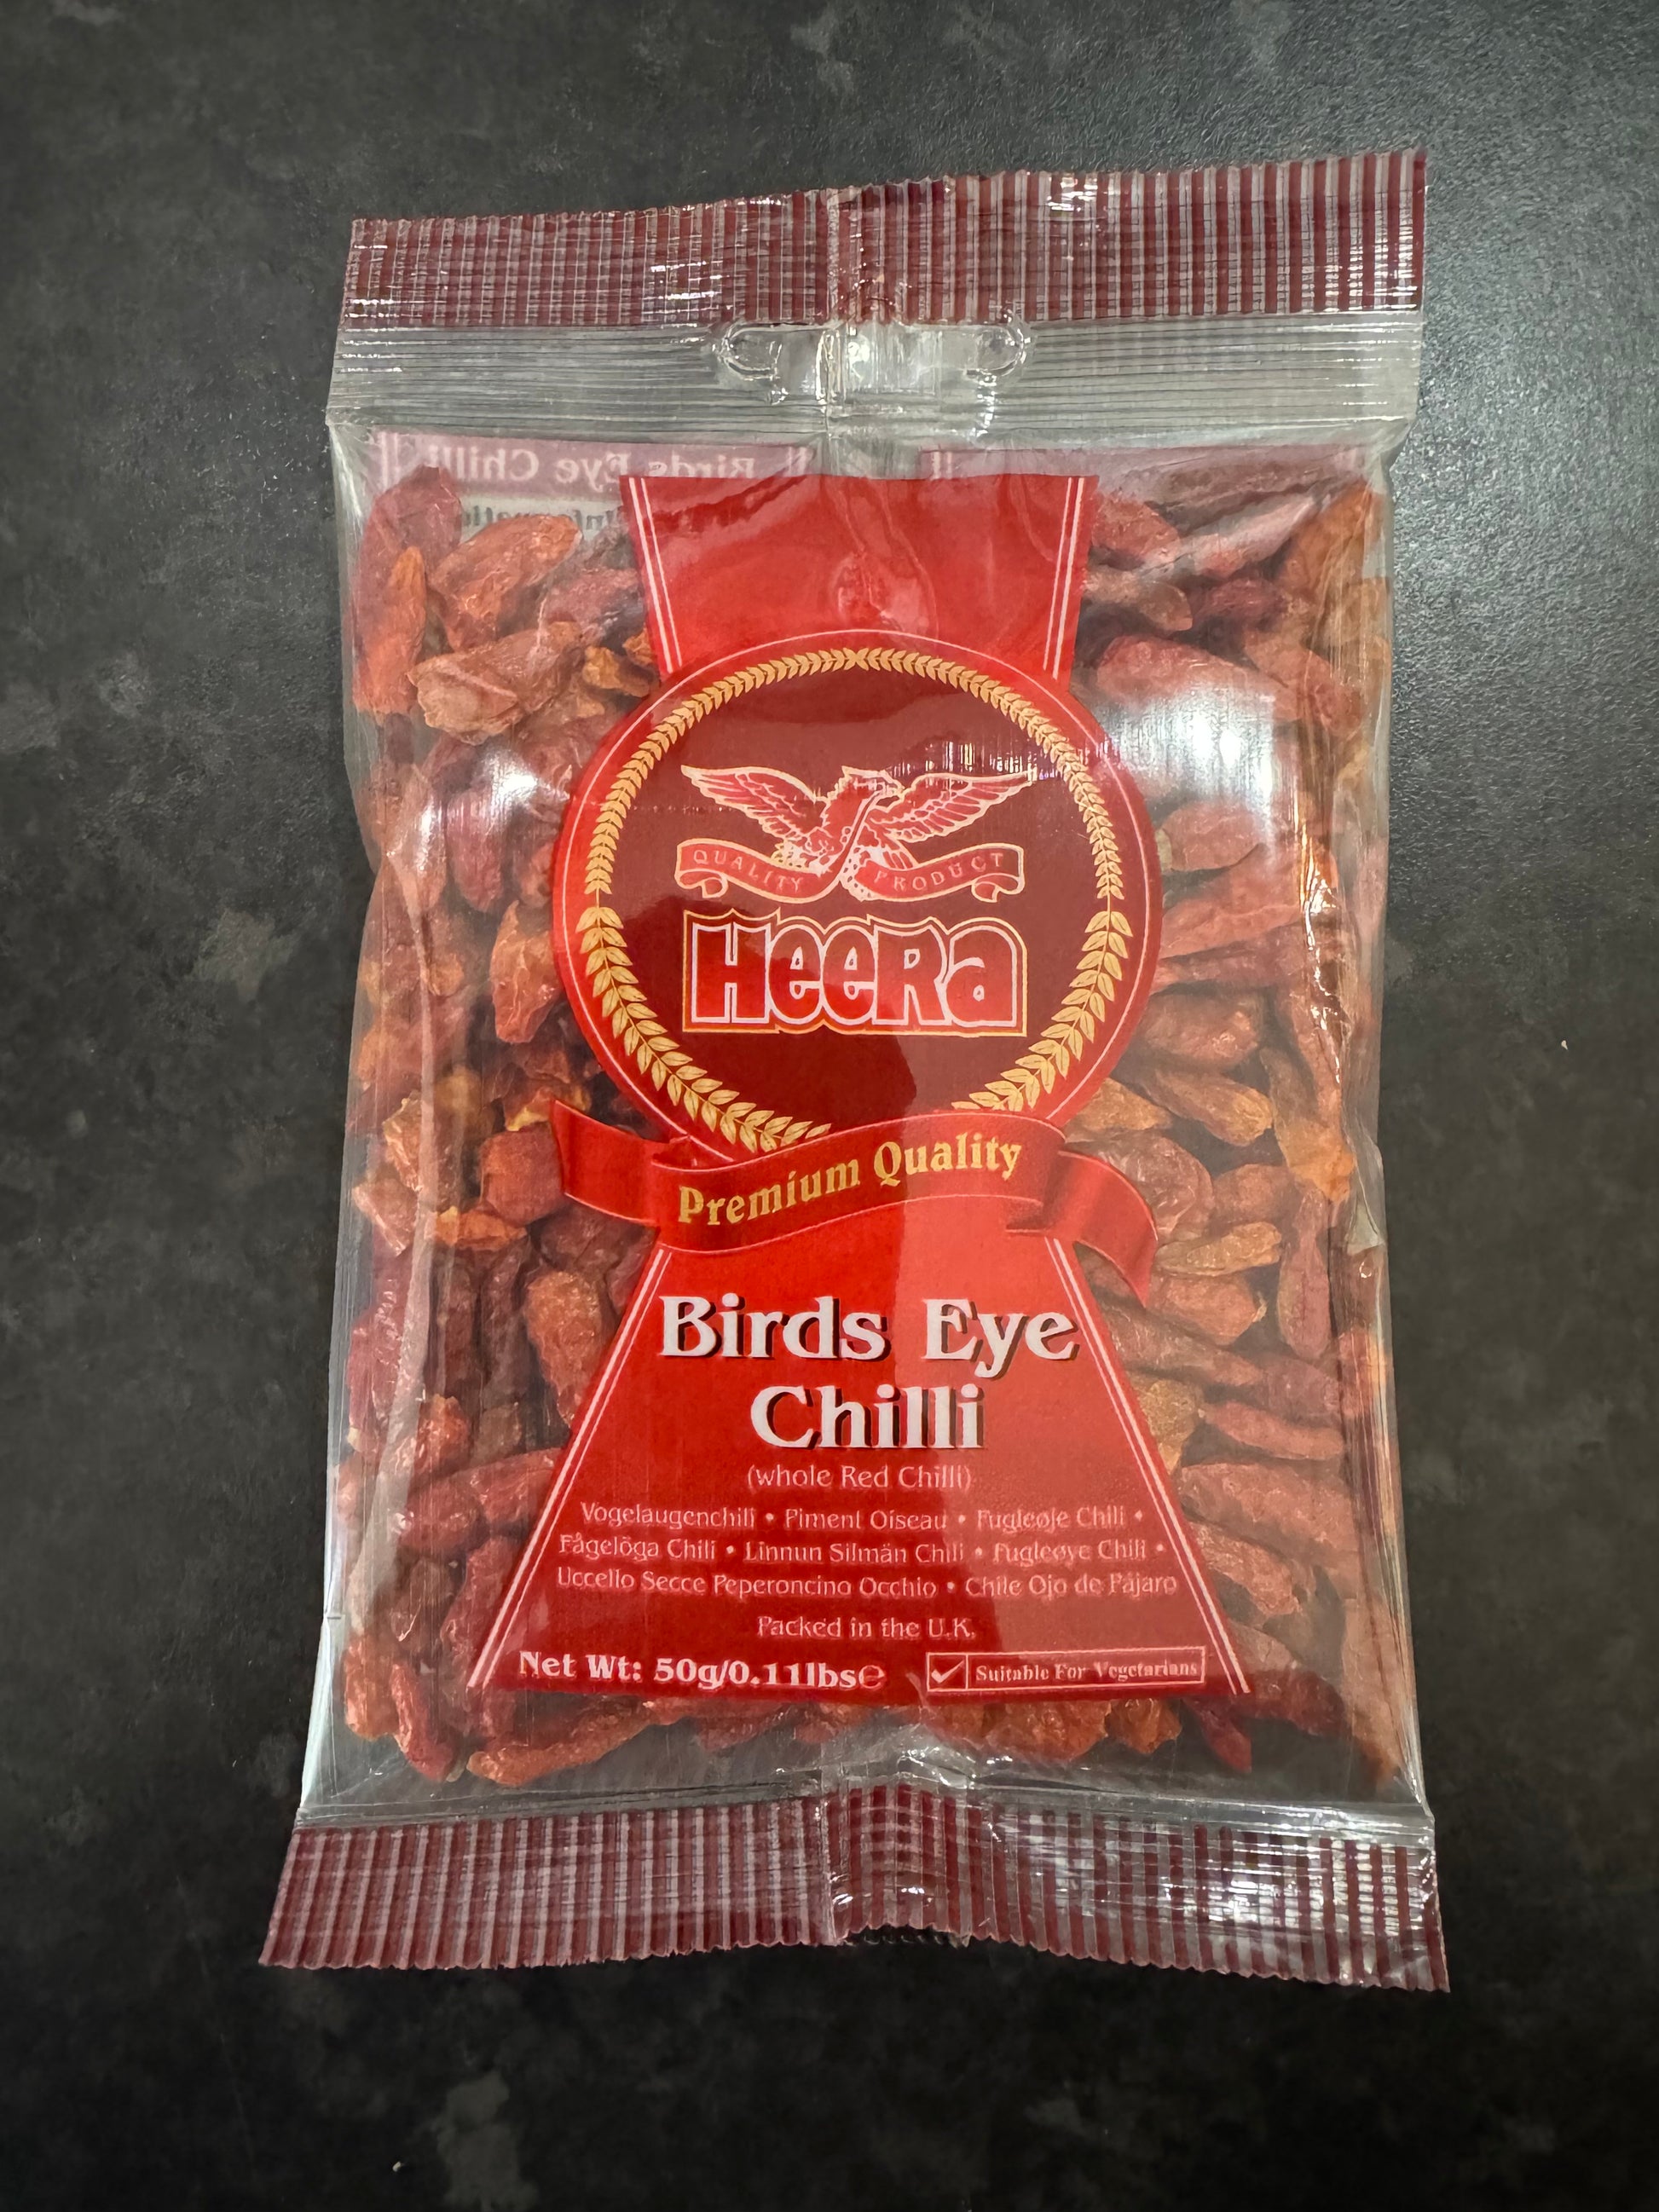 Birds Eye Chilli
QUALITY PRODUCT
HEERA
Premium Quality
Birds Eye
Chilli
(whole Red Chilli)
Vogelaugenchili • Piment Oiseau • Fugleøje Chili •
Fågelöga Chili • Linnun Silmän Chili • Fugleøye Chili •
Uccello Secce Peperoncino Occhio • Chile Ojo de Pájaro
Packed in the U.K.
Net Wt: 50g/0.11lbs℮
Suitable For Vegetarians